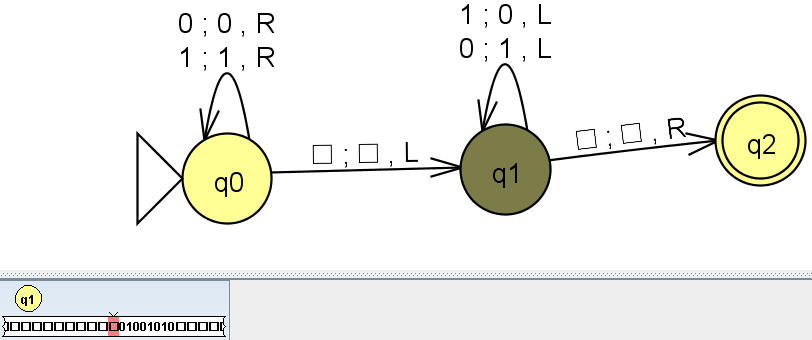 0 ; 0 , R
1 ; 1 , R
1 ; 0 , L
0 ; 1 , L
□ ; □ , L
□ ; □ , R
q0
q1
q2
q1
□□□□□□□□□□□01001010□□□□□